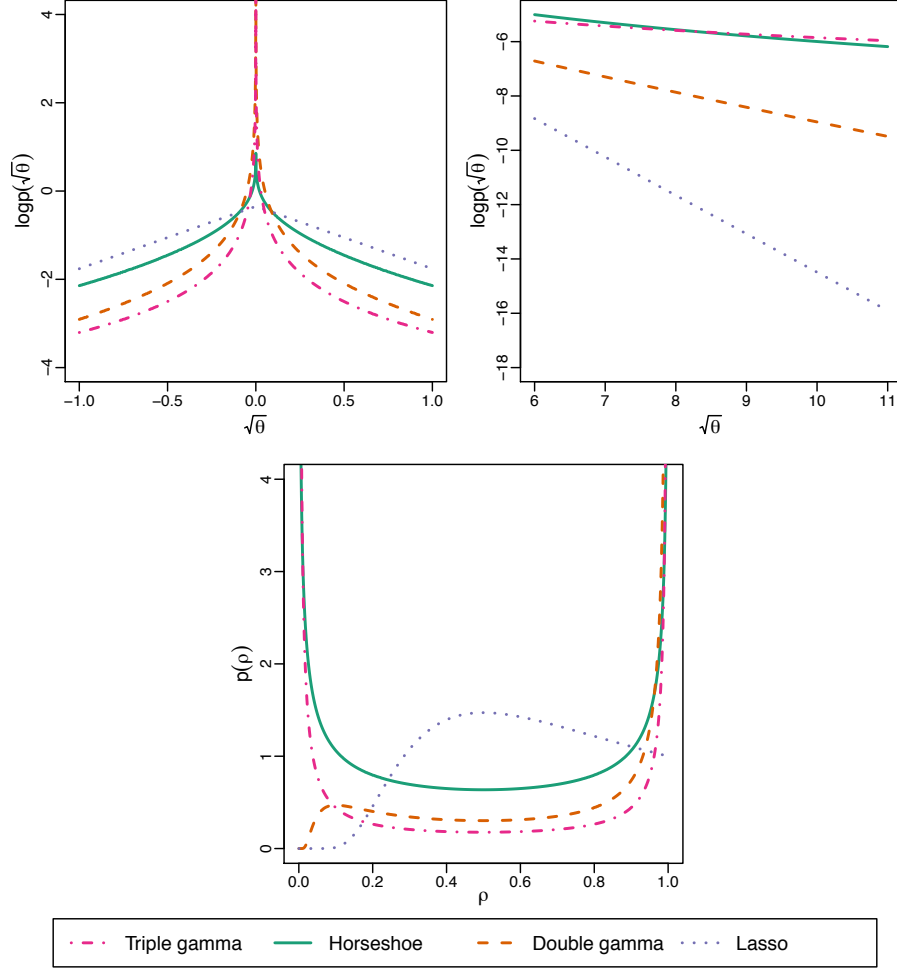 logp(√θ)
4
2
0
−2
−4
−1.0 −0.5 0.0 0.5 1.0
√θ
logp(√θ)
−6
−8
−10
−12
−14
−16
−18
6 7 8 9 10 11
√θ
p(ρ)
4
3
2
1
0
0.0 0.2 0.4 0.6 0.8 1.0
ρ
Triple gamma Horseshoe Double gamma Lasso